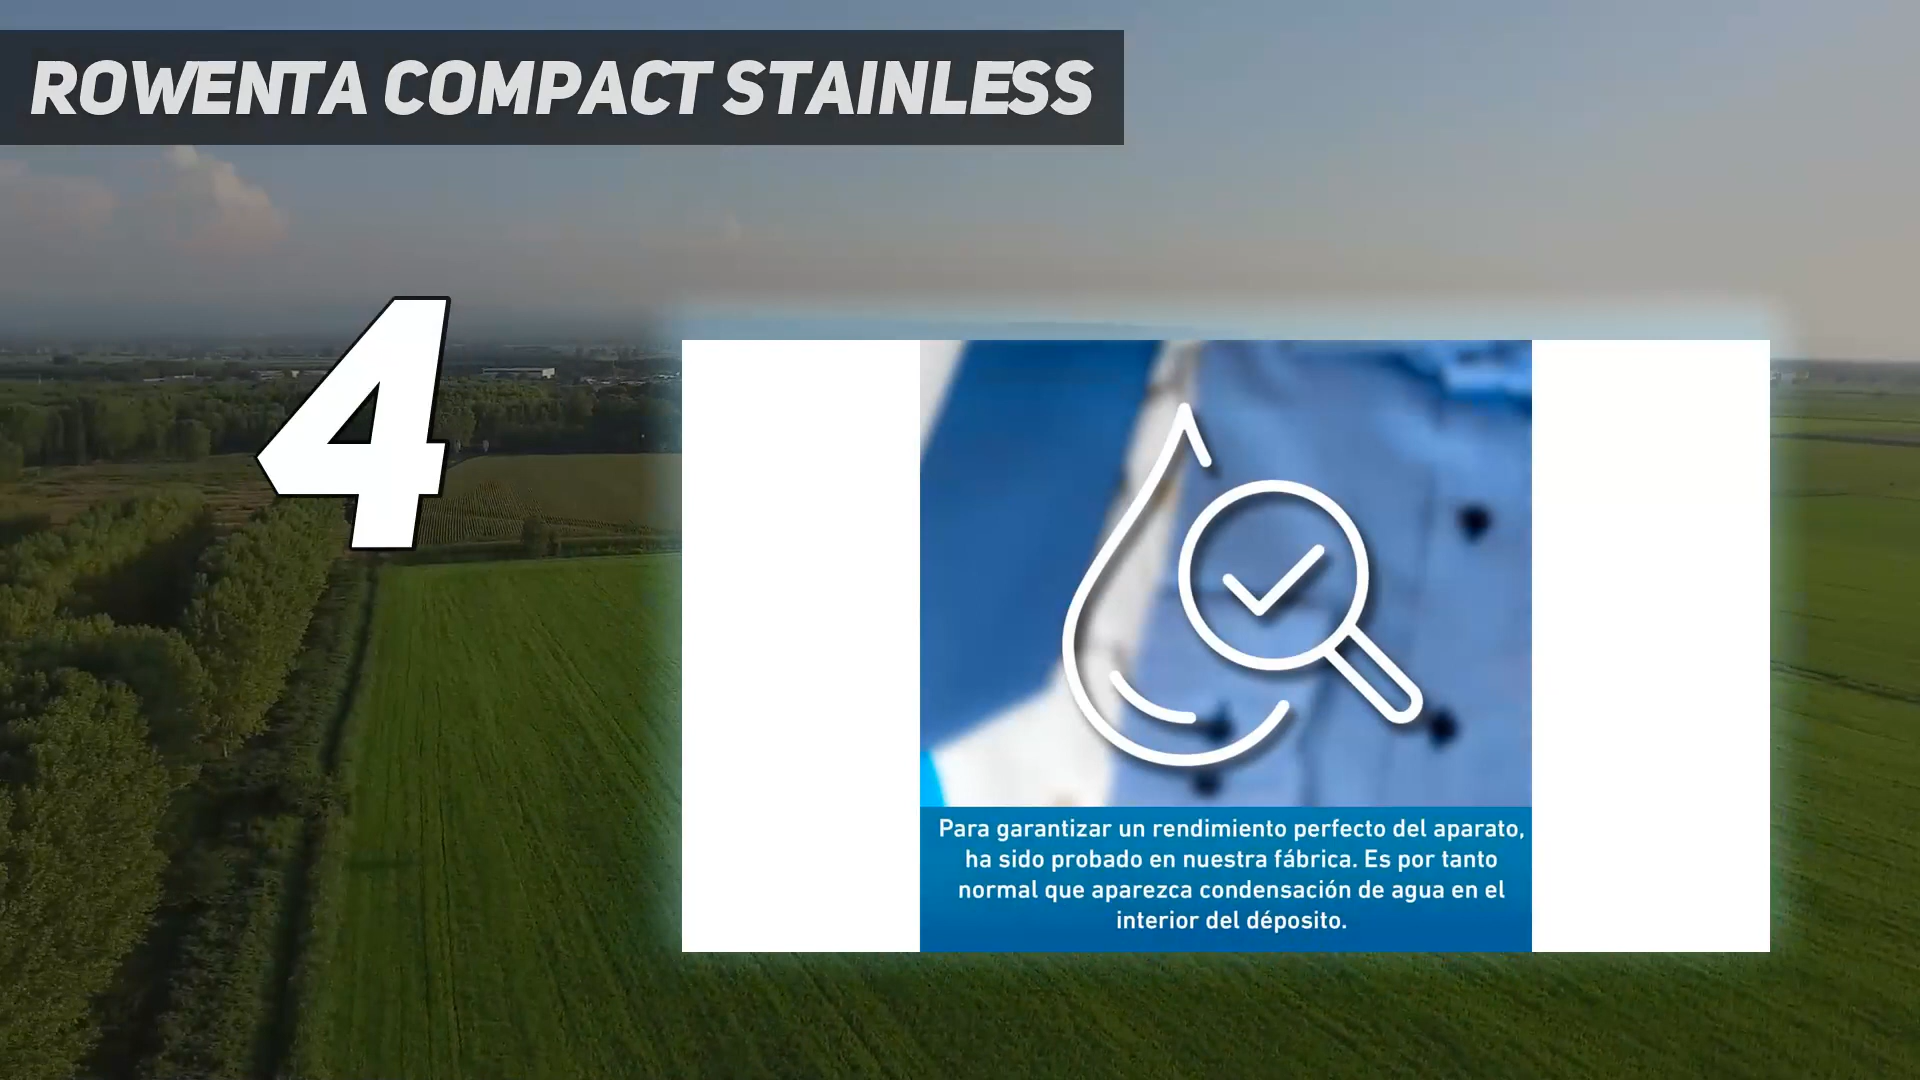 ROWENTA COMPACT STAINLESS
4
Para garantizar un rendimiento perfecto del aparato,
ha sido probado en nuestra fábrica. Es por tanto
normal que aparezca condensación de agua en el
interior del déposito.